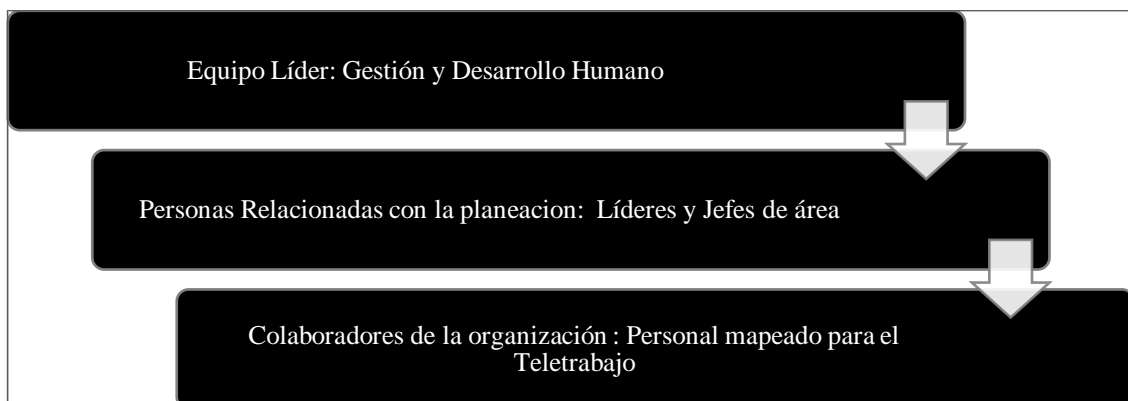 Equipo Líder: Gestión y Desarrollo Humano
Personas Relacionadas con la planeacion: Líderes y Jefes de área
Colaboradores de la organización : Personal mapeado para el
Teletrabajo